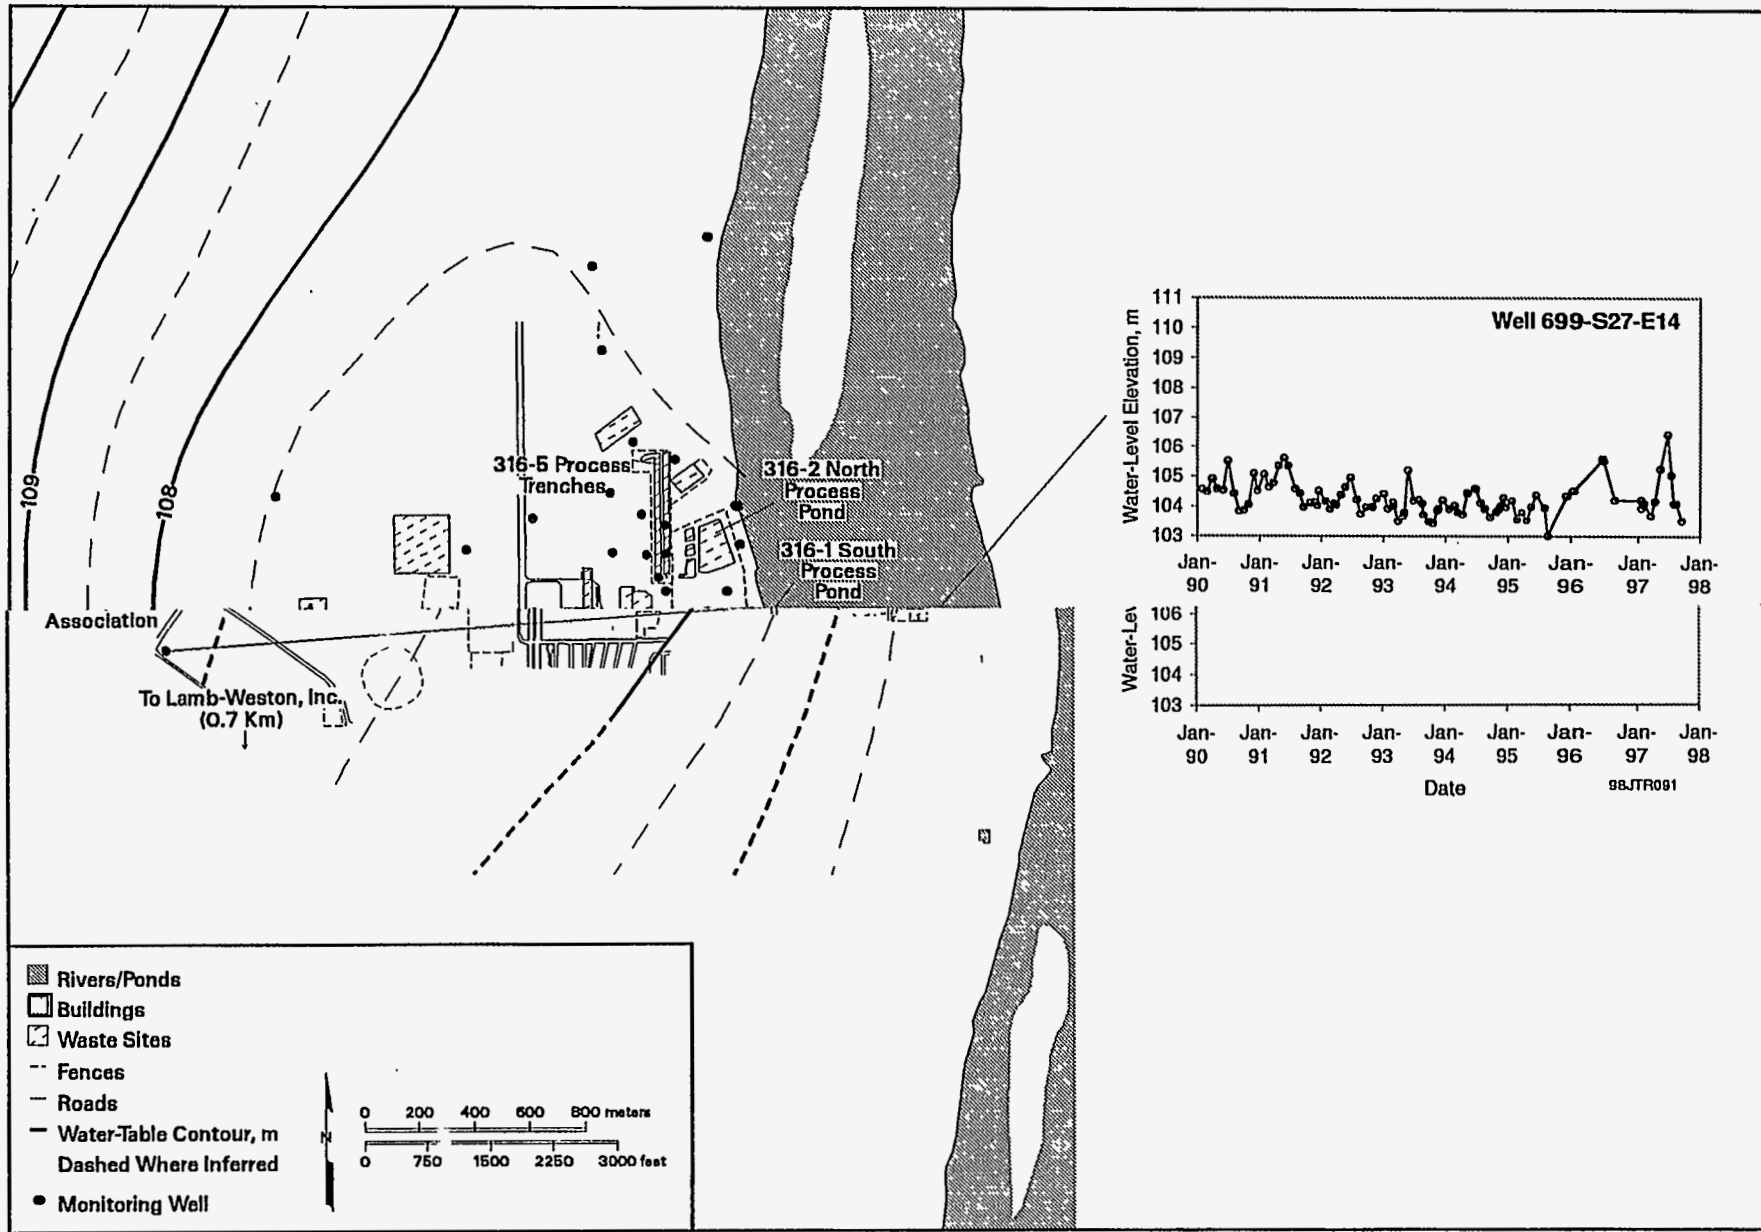 109
108
316-5 Process
Trenches
316-2 North
Process
Pond
316-1 South
Process
Pond
Association
To Lamb-Weston, Inc.
(0.7 Km)
Rivers/Ponds
Buildings
Waste Sites
Fences
Roads
Water-Table Contour, m
Dashed Where Inferred
Monitoring Well
N
0 200 400 600 800 meters
0 750 1500 2250 3000 feet
Well 699-S27-E14
Water-Level Elevation, m
111
110
109
108
107
106
105
104
103
Jan- Jan- Jan- Jan- Jan- Jan- Jan- Jan- Jan-
90 91 92 93 94 95 96 97 98
Water-Le
106
105
104
103
Jan- Jan- Jan- Jan- Jan- Jan- Jan- Jan- Jan-
90 91 92 93 94 95 96 97 98
Date
98JTR091